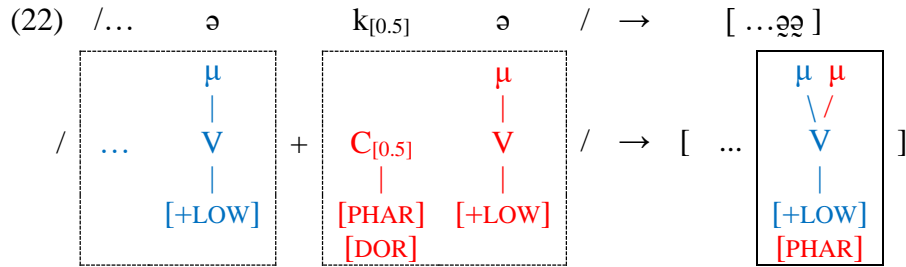 (22) /… ə k[0.5] ə / → [ …ə̰ə̰ ]
μ μ μ μ
| | \ /
/ … V + C[0.5] V / → [ ... V ]
| | | |
[+LOW] [PHAR] [+LOW] [+LOW]
[DOR] [PHAR]